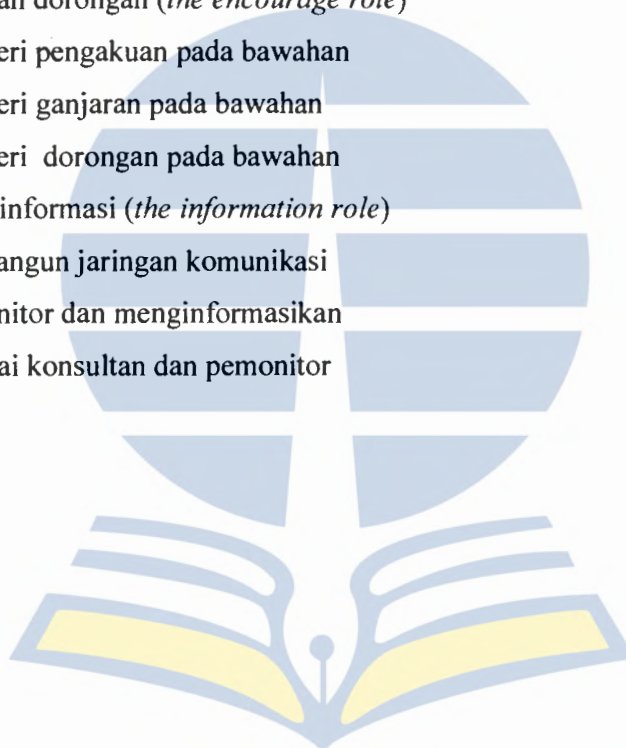 an dorongan (the encourage role)
eri pengakuan pada bawahan
eri ganjaran pada bawahan
eri dorongan pada bawahan
informasi (the information role)
angun jaringan komunikasi
nitor dan menginformasikan
ai konsultan dan pemonitor